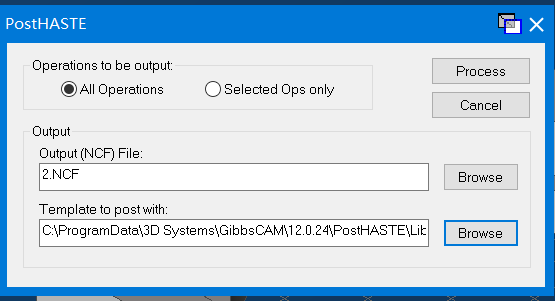 PostHASTE
Operations to be output:
All Operations
Selected Ops only
Process
Cancel
Output
Output (NCF) File:
2.NCF
Browse
Template to post with:
C:\ProgramData\3D Systems\GibbsCAM\12.0.24\PostHASTE\Lib
Browse